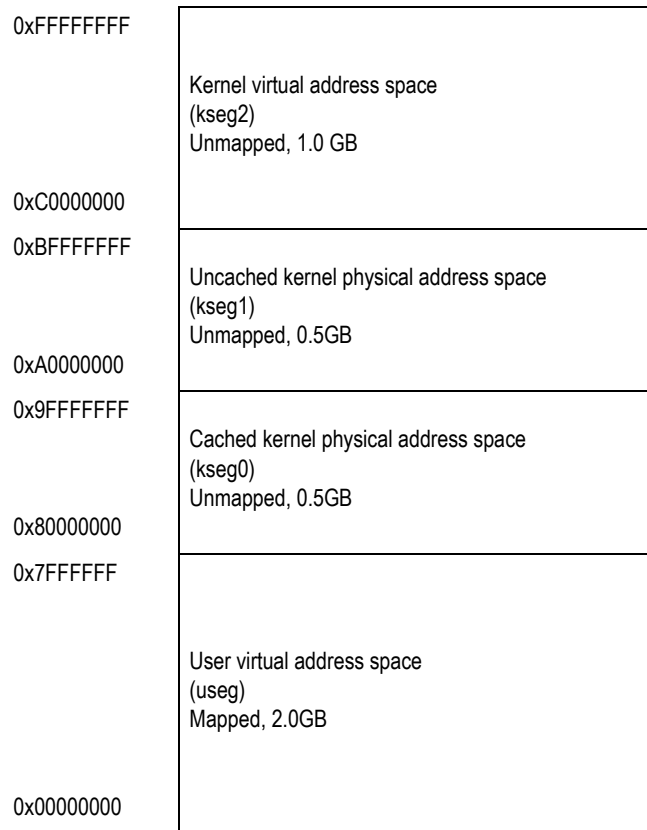 0xFFFFFFFF
Kernel virtual address space
(kseg2)
Unmapped, 1.0 GB
0xC0000000
0xBFFFFFFF
Uncached kernel physical address space
(kseg1)
Unmapped, 0.5GB
0xA0000000
0x9FFFFFFF
Cached kernel physical address space
(kseg0)
Unmapped, 0.5GB
0x80000000
0x7FFFFFF
User virtual address space
(useg)
Mapped, 2.0GB
0x00000000